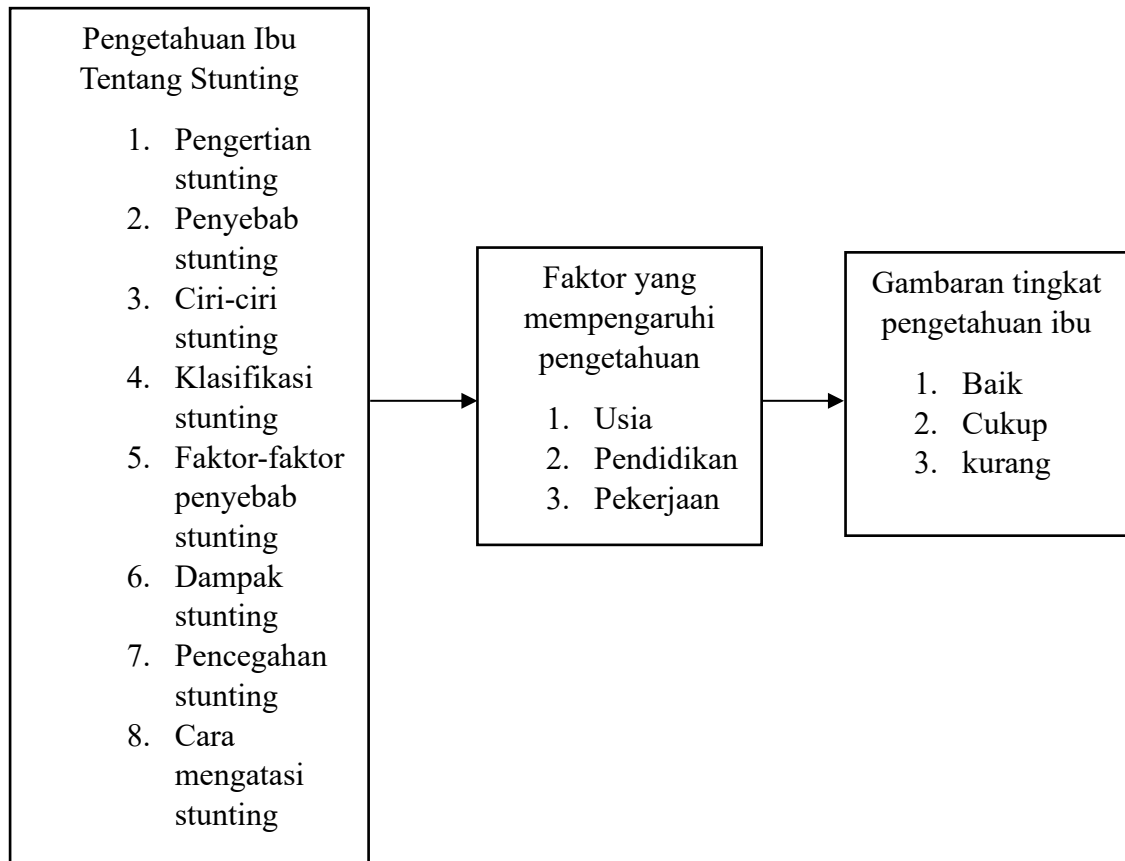 Pengetahuan Ibu
Tentang Stunting
1. Pengertian
stunting
2. Penyebab
stunting
3. Ciri-ciri
stunting
4. Klasifikasi
stunting
5. Faktor-faktor
penyebab
stunting
6. Dampak
stunting
7. Pencegahan
stunting
8. Cara
mengatasi
stunting
Faktor yang
mempengaruhi
pengetahuan
1. Usia
2. Pendidikan
3. Pekerjaan
Gambaran tingkat
pengetahuan ibu
1. Baik
2. Cukup
3. kurang